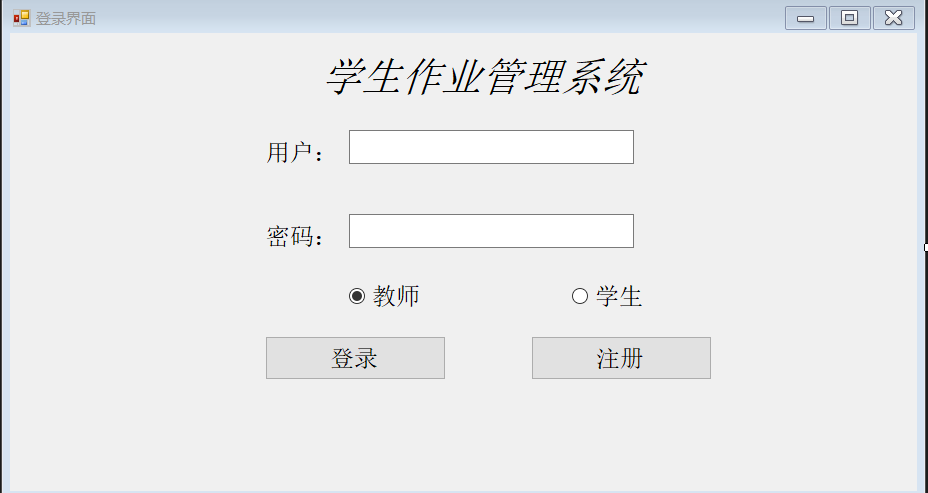 登录界面
学生作业管理系统
用户：
密码：
教师 学生
登录 注册